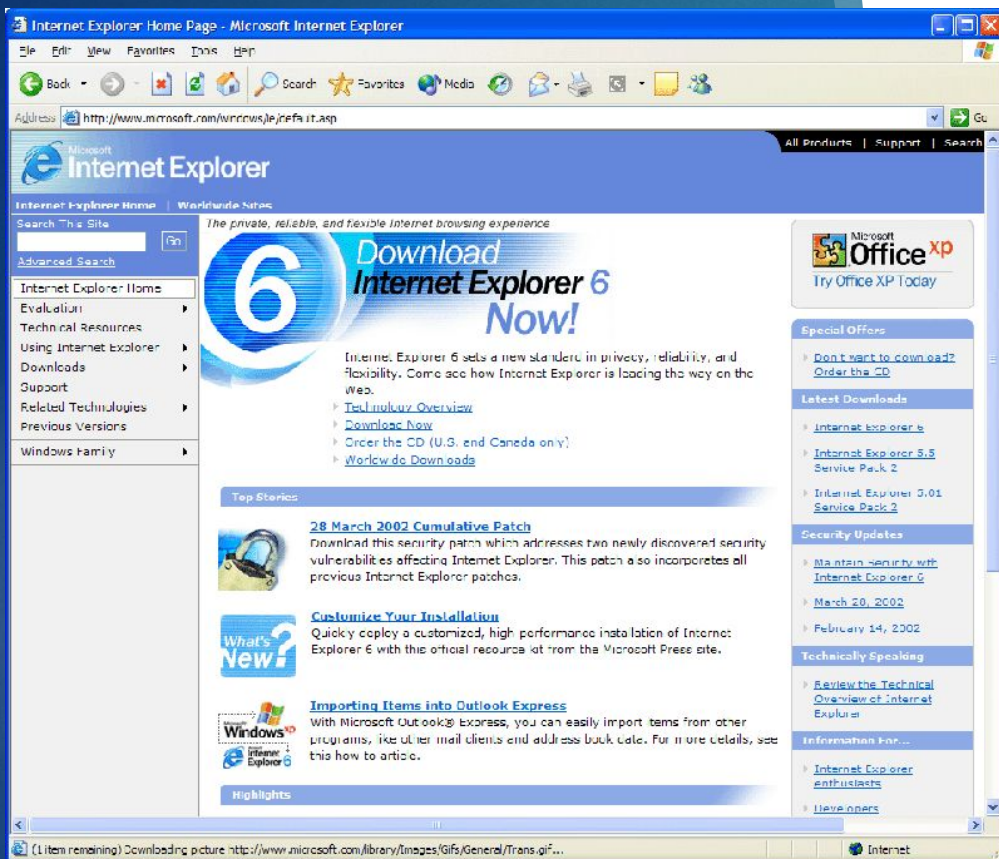 Internet Explorer Home Page - Microsoft Internet Explorer
File Edit View Favorites Tools Help
Back Search Favorites Media
Address http://www.microsoft.com/windows/ie/default.asp Go
All Products | Support | Search
Microsoft
Internet Explorer
Internet Explorer Home | Worldwide Sites
Search This Site
Go
Advanced Search
Internet Explorer Home
Evaluation
Technical Resources
Using Internet Explorer
Downloads
Support
Related Technologies
Previous Versions
Windows Family
The private, reliable, and flexible Internet browsing experience
6
Download
Internet Explorer 6
Now!
Internet Explorer 6 sets a new standard in privacy, reliability, and
flexibility. Come see how Internet Explorer is leading the way on the
Web.
Technology Overview
Download Now
Order the CD (U.S. and Canada only)
Worldwide Downloads
Top Stories
28 March 2002 Cumulative Patch
Download this security patch which addresses two newly discovered security
vulnerabilities affecting Internet Explorer. This patch also incorporates all
previous Internet Explorer patches.
What's
New?
Customize Your Installation
Quickly deploy a customized, high performance installation of Internet
Explorer 6 with this official resource kit from the Microsoft Press site.
Microsoft
Windows xp
Internet
Explorer 6
Importing Items into Outlook Express
With Microsoft Outlook® Express, you can easily import items from other
programs, like other mail clients and address book data. For more details, see
this how to article.
Highlights
Microsoft
Office xp
Try Office XP Today
Special Offers
Don't want to download?
Order the CD
Latest Downloads
Internet Explorer 6
Internet Explorer 5.5
Service Pack 2
Internet Explorer 5.01
Service Pack 2
Security Updates
Maintain Security with
Internet Explorer 6
March 28, 2002
February 14, 2002
Technically Speaking
Review the Technical
Overview of Internet
Explorer
Information For...
Internet Explorer
enthusiasts
Developers
(1 item remaining) Downloading picture http://www.microsoft.com/library/Images/Gifs/General/Trans.gif...
Internet